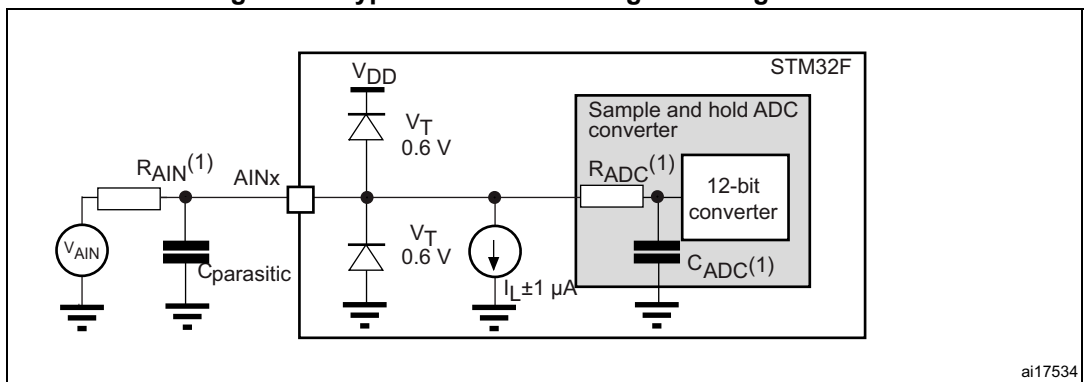 STM32F
VDD
Sample and hold ADC
converter
VT
0.6 V
RAIN(1)
AINx
RADC(1)
12-bit
converter
VAIN
Cparasitic
VT
0.6 V
IL±1 µA
CADC(1)
ai17534